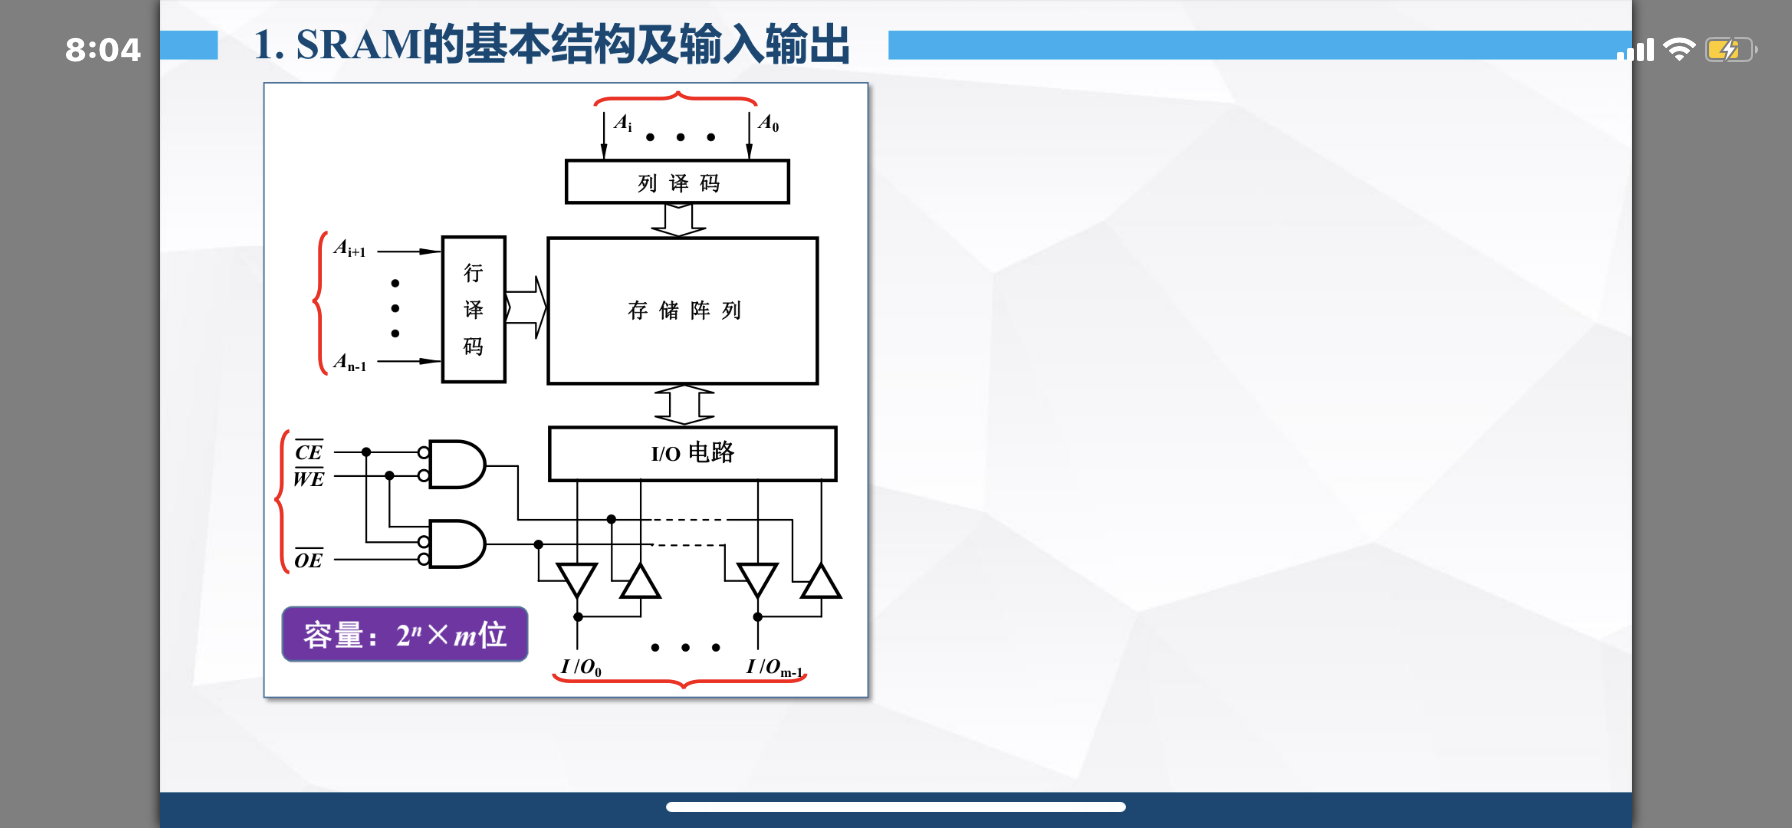 8:04
1. SRAM的基本结构及输入输出
Ai ••• A0
列译码
Ai+1
行译码
An-1
存储阵列
CE
WE
I/O 电路
OE
容量：2ⁿ×m位
I/O0 ••• I/Om-1